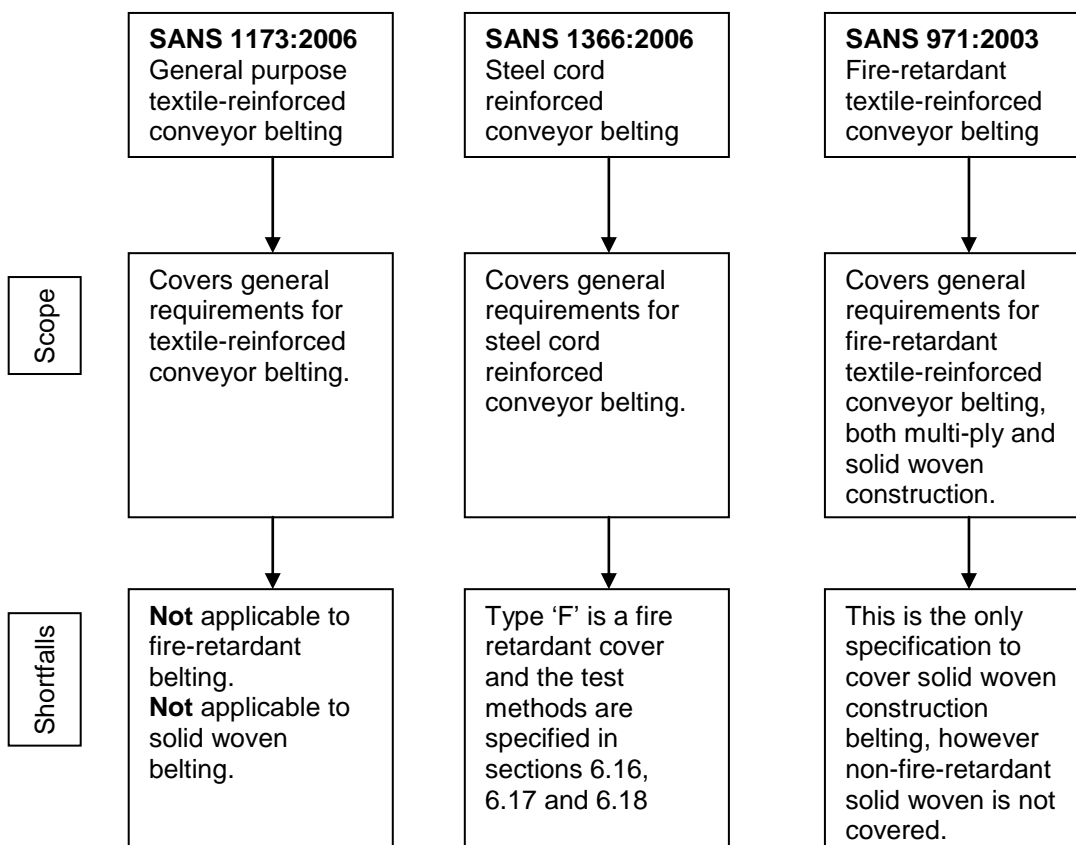 SANS 1173:2006
General purpose
textile-reinforced
conveyor belting
SANS 1366:2006
Steel cord
reinforced
conveyor belting
SANS 971:2003
Fire-retardant
textile-reinforced
conveyor belting
Scope
Covers general
requirements for
textile-reinforced
conveyor belting.
Covers general
requirements for
steel cord
reinforced
conveyor belting.
Covers general
requirements for
fire-retardant
textile-reinforced
conveyor belting,
both multi-ply and
solid woven
construction.
Shortfalls
Not applicable to
fire-retardant
belting.
Not applicable to
solid woven
belting.
Type ‘F’ is a fire
retardant cover
and the test
methods are
specified in
sections 6.16,
6.17 and 6.18
This is the only
specification to
cover solid woven
construction
belting, however
non-fire-retardant
solid woven is not
covered.